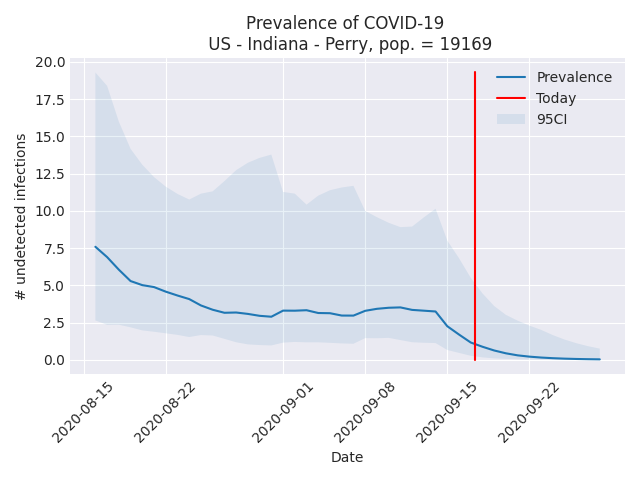 Prevalence of COVID-19
US - Indiana - Perry, pop. = 19169
# undetected infections
20.0
17.5
15.0
12.5
10.0
7.5
5.0
2.5
0.0
Prevalence
Today
95CI
2020-08-15
2020-08-22
2020-09-01
2020-09-08
2020-09-15
2020-09-22
Date